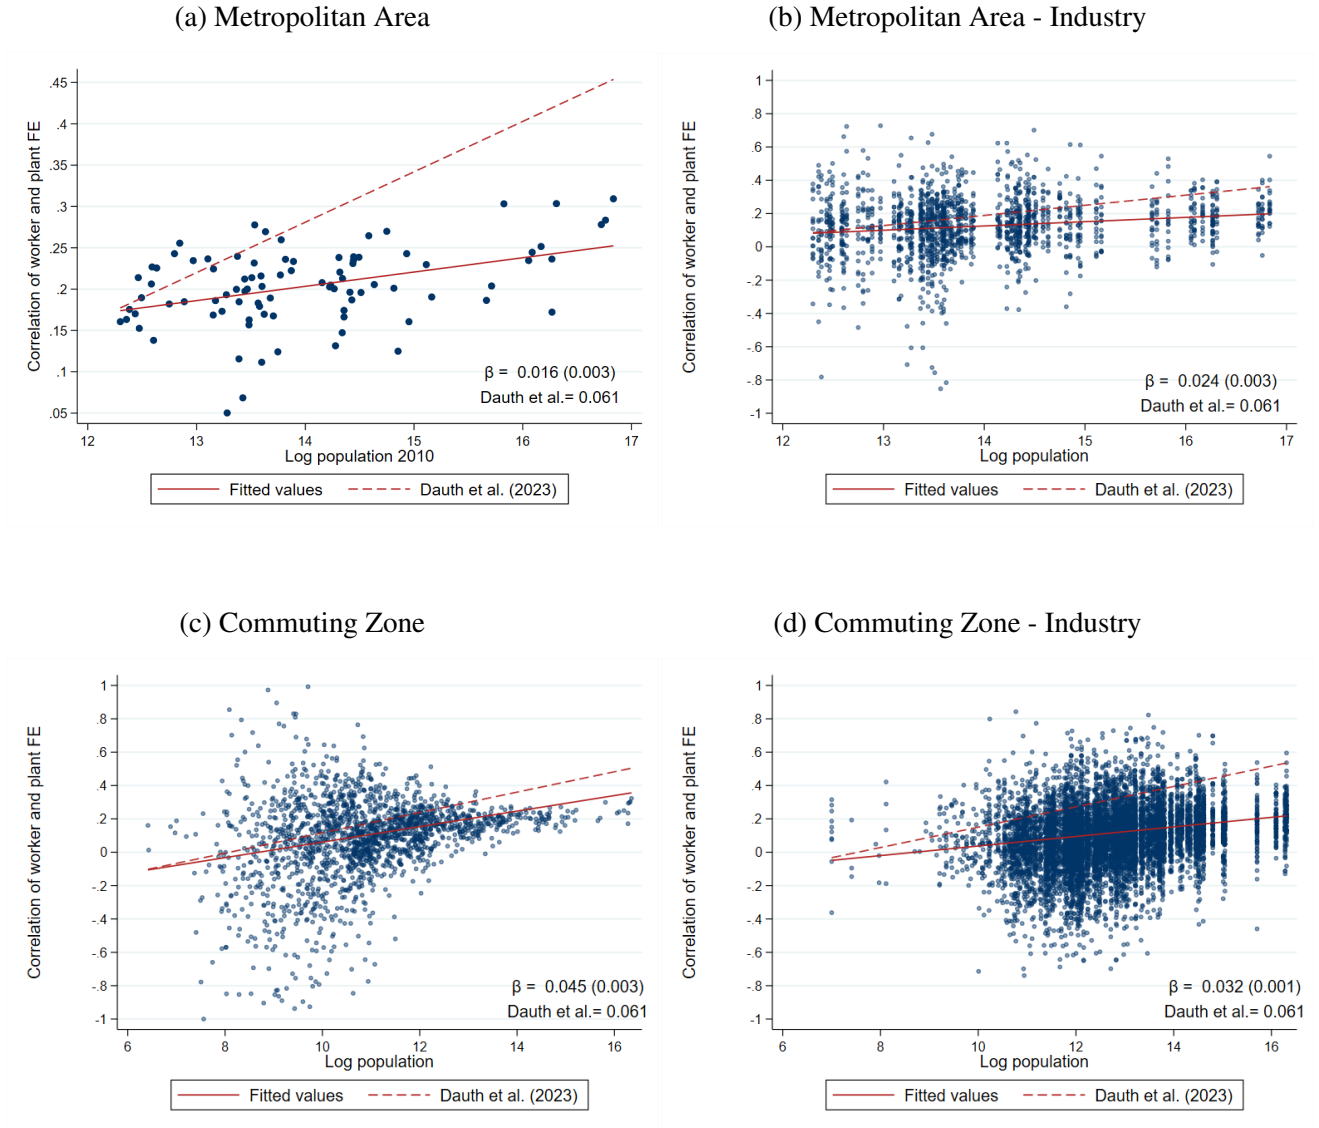 (a) Metropolitan Area
Correlation of worker and plant FE
.45
.4
.35
.3
.25
.2
.15
.1
.05
β = 0.016 (0.003)
Dauth et al.= 0.061
12 13 14 15 16 17
Log population 2010
Fitted values Dauth et al. (2023)
(b) Metropolitan Area - Industry
Correlation of worker and plant FE
1
.8
.6
.4
.2
0
-.2
-.4
-.6
-.8
-1
β = 0.024 (0.003)
Dauth et al.= 0.061
12 13 14 15 16 17
Log population
Fitted values Dauth et al. (2023)
(c) Commuting Zone
Correlation of worker and plant FE
1
.8
.6
.4
.2
0
-.2
-.4
-.6
-.8
-1
β = 0.045 (0.003)
Dauth et al.= 0.061
6 8 10 12 14 16
Log population
Fitted values Dauth et al. (2023)
(d) Commuting Zone - Industry
Correlation of worker and plant FE
1
.8
.6
.4
.2
0
-.2
-.4
-.6
-.8
-1
β = 0.032 (0.001)
Dauth et al.= 0.061
6 8 10 12 14 16
Log population
Fitted values Dauth et al. (2023)